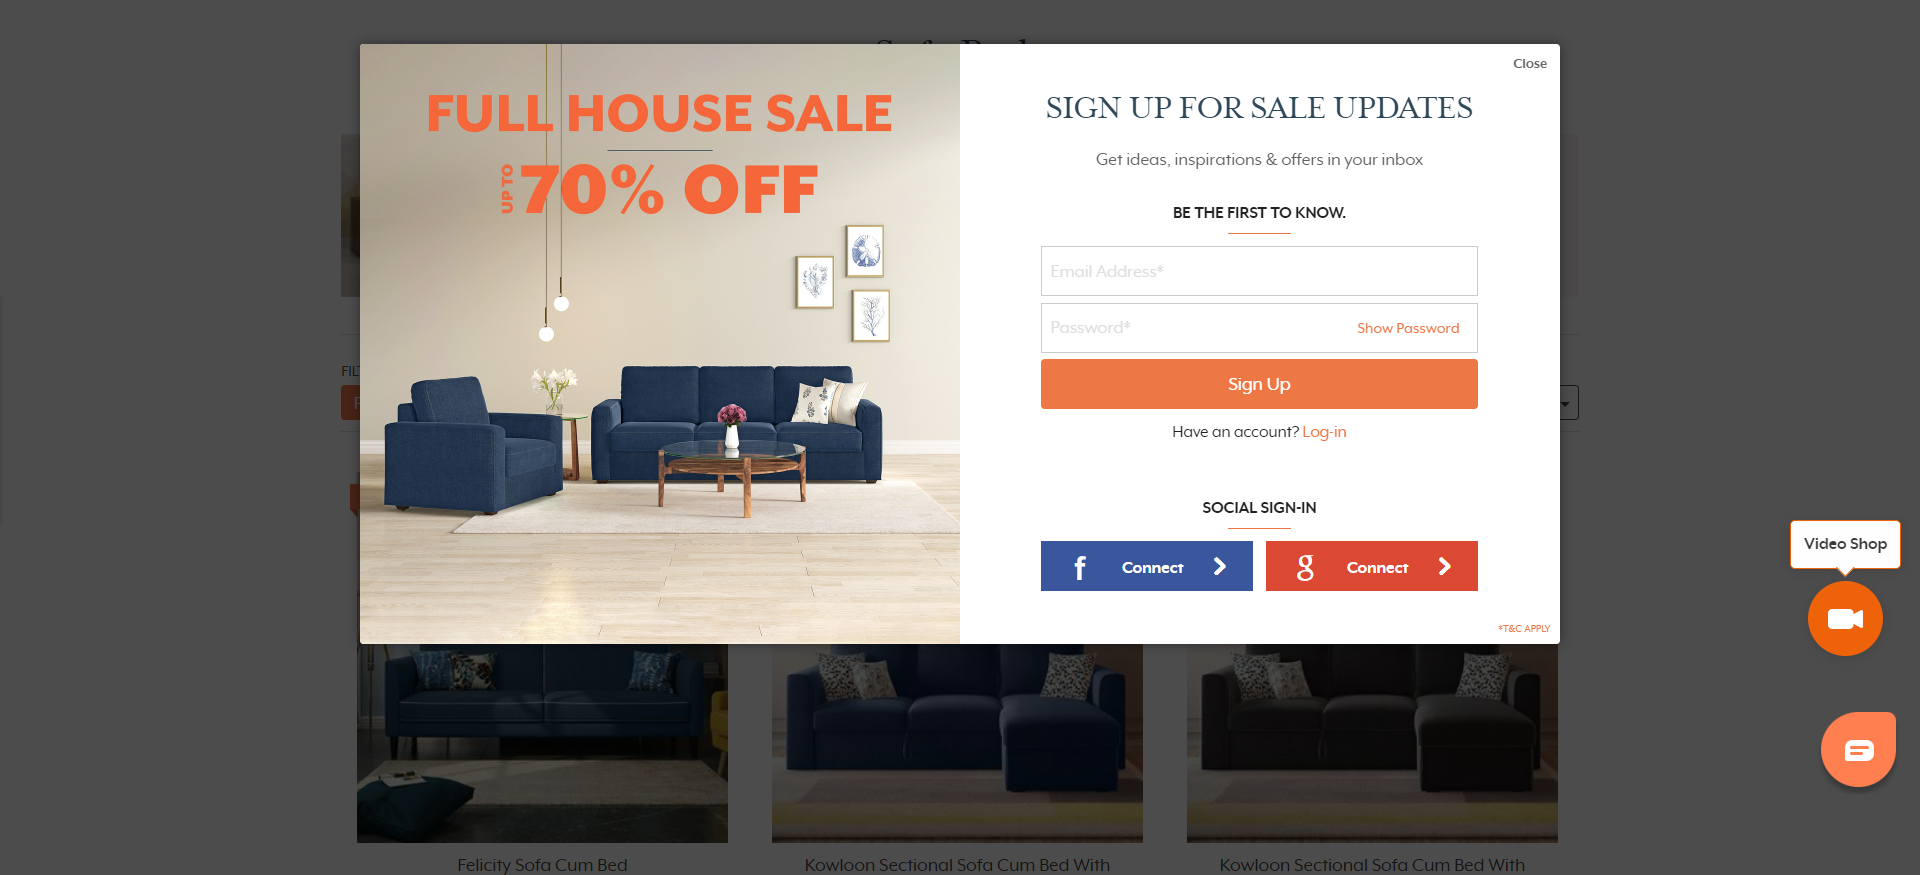 Close
FULL HOUSE SALE
UP TO 70% OFF
SIGN UP FOR SALE UPDATES
Get ideas, inspirations & offers in your inbox
BE THE FIRST TO KNOW.
Email Address*
Password*
Show Password
Sign Up
Have an account? Log-in
SOCIAL SIGN-IN
f Connect
g Connect
*T&C APPLY
Video Shop
Felicity Sofa Cum Bed
Kowloon Sectional Sofa Cum Bed With
Kowloon Sectional Sofa Cum Bed With